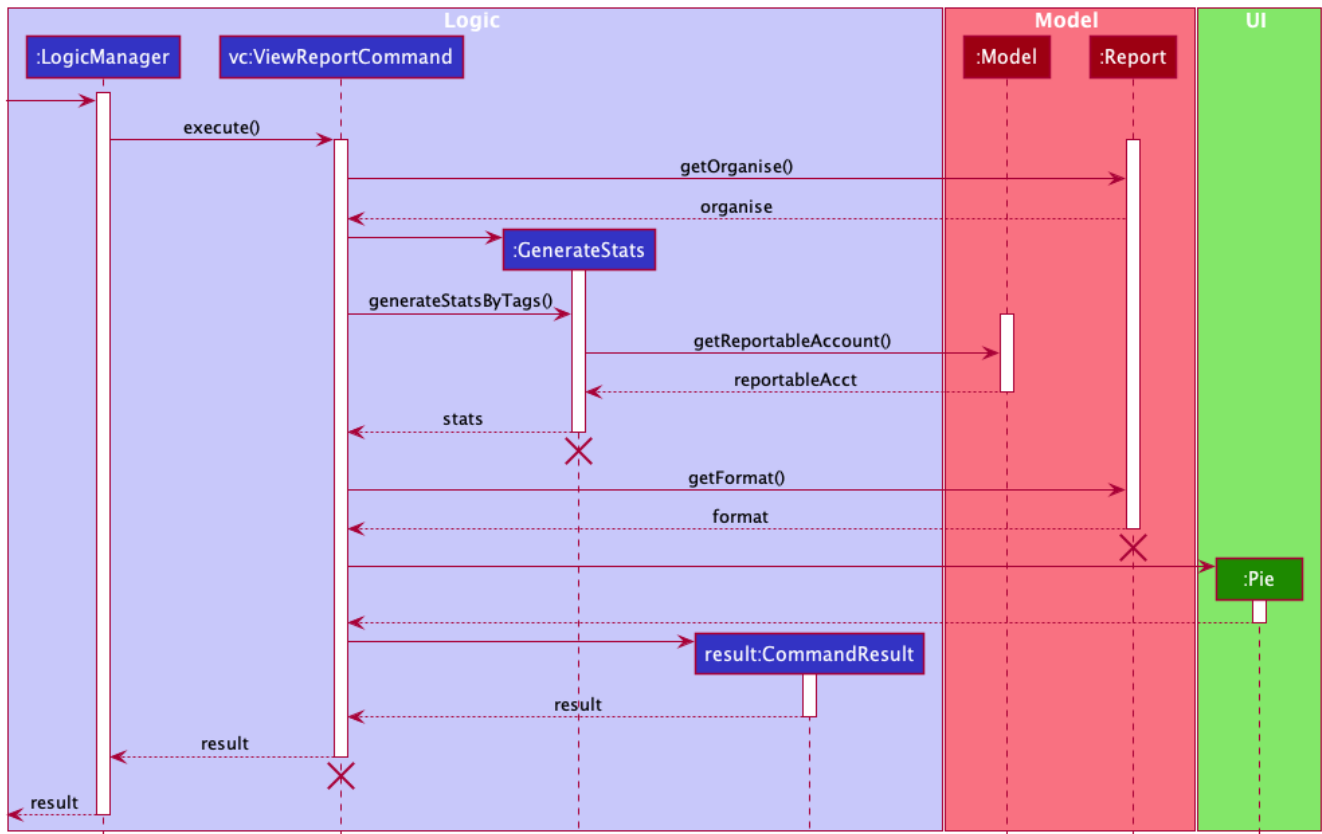 Logic
Model
UI
:LogicManager
vc:ViewReportCommand
:Model
:Report
execute()
getOrganise()
organise
:GenerateStats
generateStatsByTags()
getReportableAccount()
reportableAcct
stats
getFormat()
format
:Pie
result:CommandResult
result
result
result